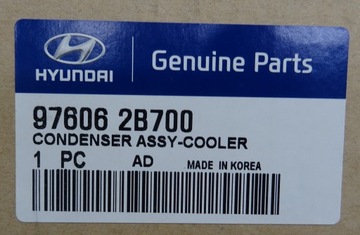 HYUNDAI
Genuine Parts
97606 2B700
CONDENSER ASSY-COOLER
1 PC AD MADE IN KOREA